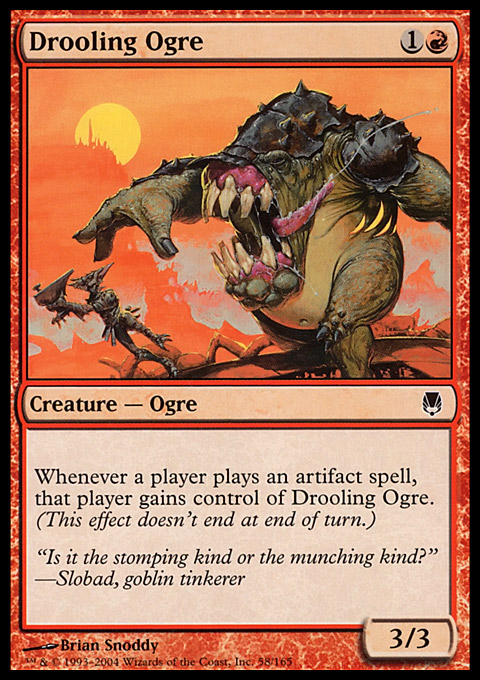 Drooling Ogre
1
Creature — Ogre
Whenever a player plays an artifact spell,
that player gains control of Drooling Ogre.
(This effect doesn't end at end of turn.)
“Is it the stomping kind or the munching kind?”
—Slobad, goblin tinkerer
3/3
Brian Snoddy
™ & © 1993–2004 Wizards of the Coast, Inc. 58/165